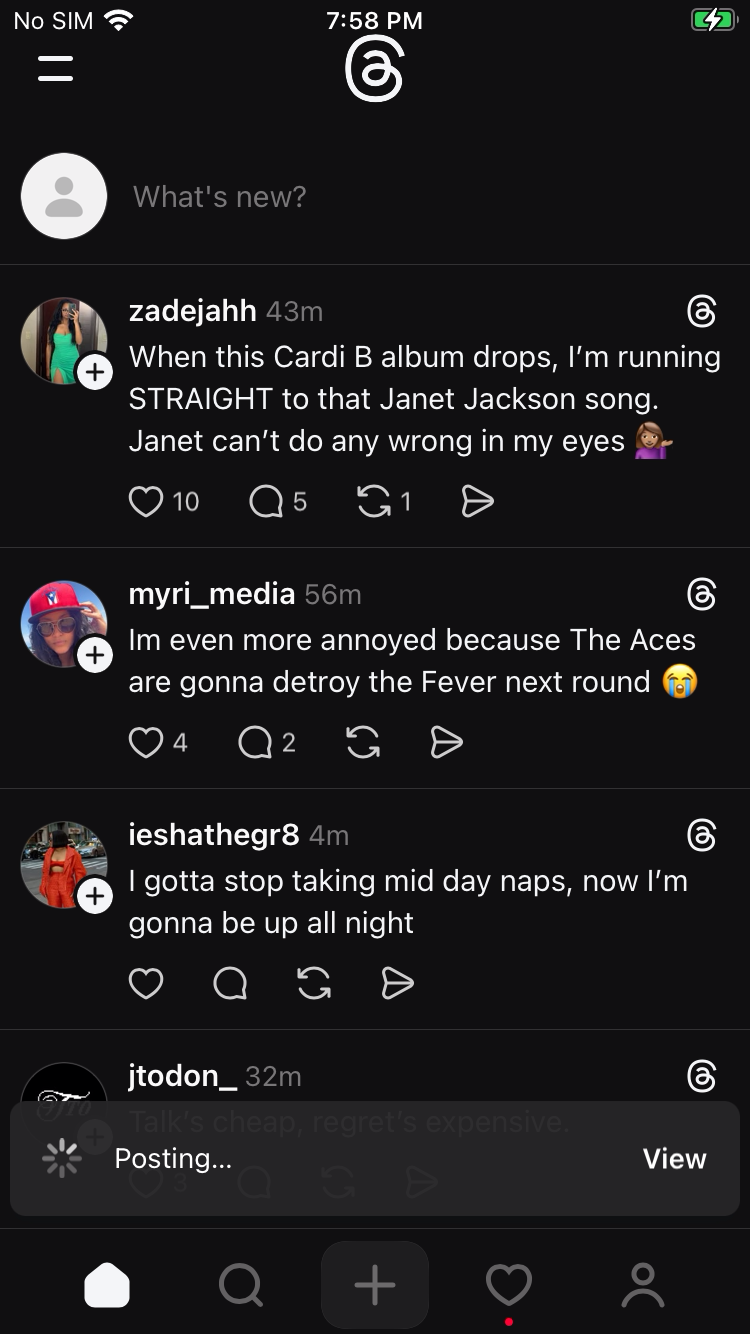 No SIM 7:58 PM
What's new?
zadejahh 43m
When this Cardi B album drops, I'm running
STRAIGHT to that Janet Jackson song.
Janet can't do any wrong in my eyes 💁🏽‍♀️
10 5 1
myri_media 56m
Im even more annoyed because The Aces
are gonna detroy the Fever next round 😭
4 2
ieshathegr8 4m
I gotta stop taking mid day naps, now I'm
gonna be up all night
jtodon_ 32m
Talk's cheap, regret's expensive.
Posting... View
3